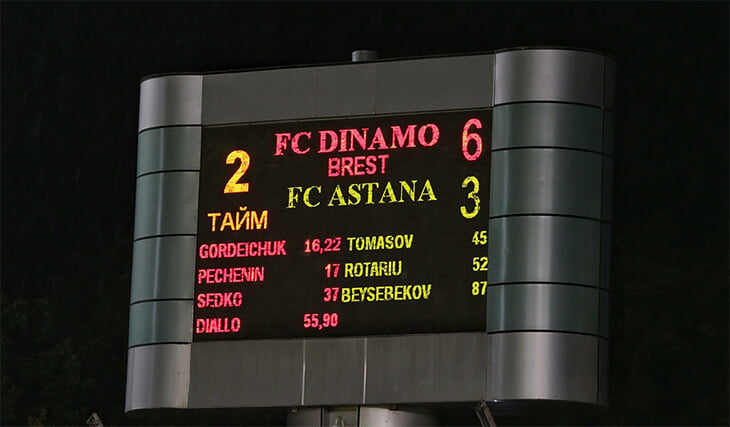 FC DINAMO 6
BREST
2 FC ASTANA 3
ТАЙМ
GORDEICHUK 16,22 TOMASOV 45
PECHENIN 17 ROTARIU 52
SEDKO 37 BEYSEBEKOV 87
DIALLO 55,90